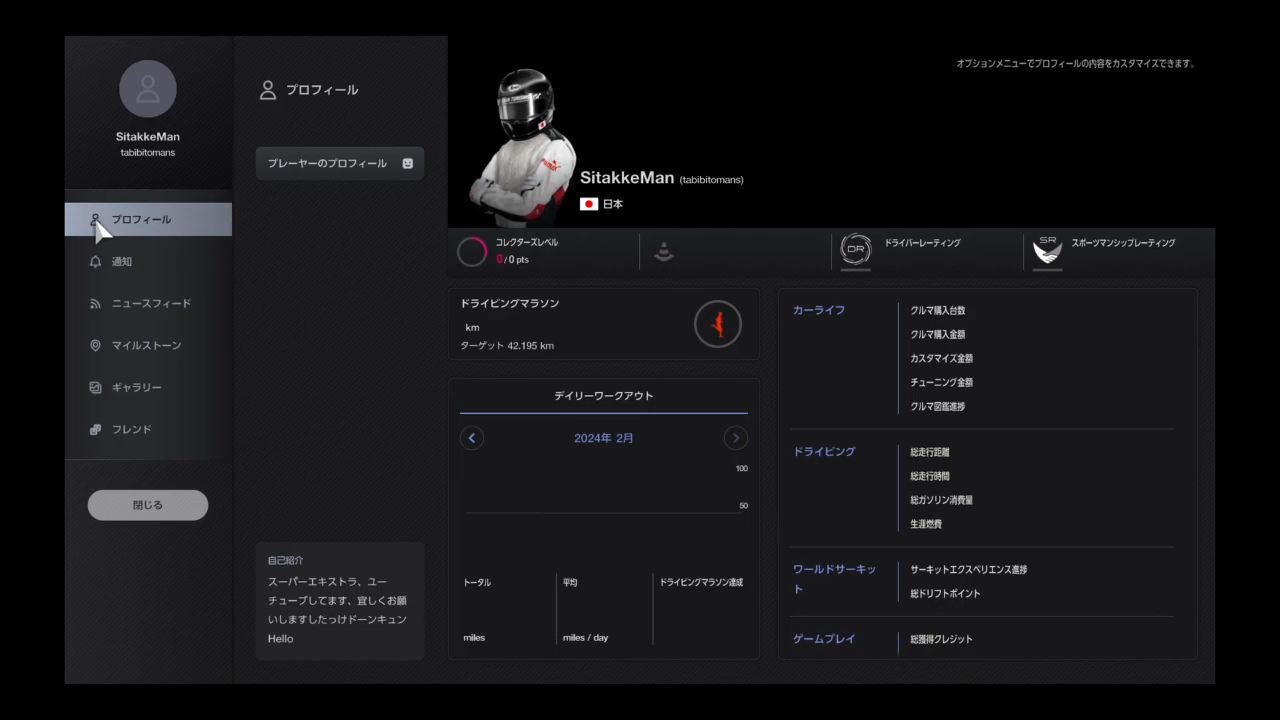 SitakkeMan
tabibitomans
プロフィール
通知
ニュースフィード
マイルストーン
ギャラリー
フレンド
閉じる
プロフィール
プレーヤーのプロフィール
自己紹介
スーパーエキストラ、ユー
チューブしてます、宜しくお願
いしますしたっけドーンキュン
Hello
オプションメニューでプロフィールの内容をカスタマイズできます。
SitakkeMan (tabibitomans)
日本
コレクターズレベル
0 / 0 pts
DR
ドライバーレーティング
SR
スポーツマンシップレーティング
ドライビングマラソン
km
ターゲット 42.195 km
デイリーワークアウト
2024年 2月
100
50
トータル
miles
平均
miles / day
ドライビングマラソン達成
カーライフ
クルマ購入台数
クルマ購入金額
カスタマイズ金額
チューニング金額
クルマ図鑑進捗
ドライビング
総走行距離
総走行時間
総ガソリン消費量
生涯燃費
ワールドサーキッ
ト
サーキットエクスペリエンス進捗
総ドリフトポイント
ゲームプレイ
総獲得クレジット